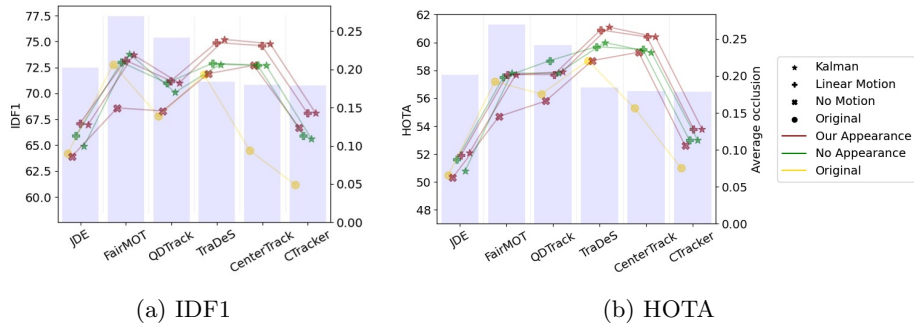 77.5
75.0
72.5
70.0
67.5
65.0
62.5
60.0
IDF1
0.25
0.20
0.15
0.10
0.05
0.00
JDE
FairMOT
QDTrack
TraDeS
CenterTrack
CTracker
(a) IDF1
62
60
58
56
54
52
50
48
HOTA
0.25
0.20
0.15
0.10
0.05
0.00
Average occlusion
JDE
FairMOT
QDTrack
TraDeS
CenterTrack
CTracker
(b) HOTA
Kalman
Linear Motion
No Motion
Original
Our Appearance
No Appearance
Original